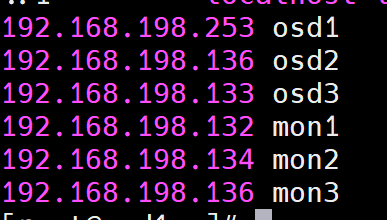 192.168.198.253 osd1
192.168.198.136 osd2
192.168.198.133 osd3
192.168.198.132 mon1
192.168.198.134 mon2
192.168.198.136 mon3